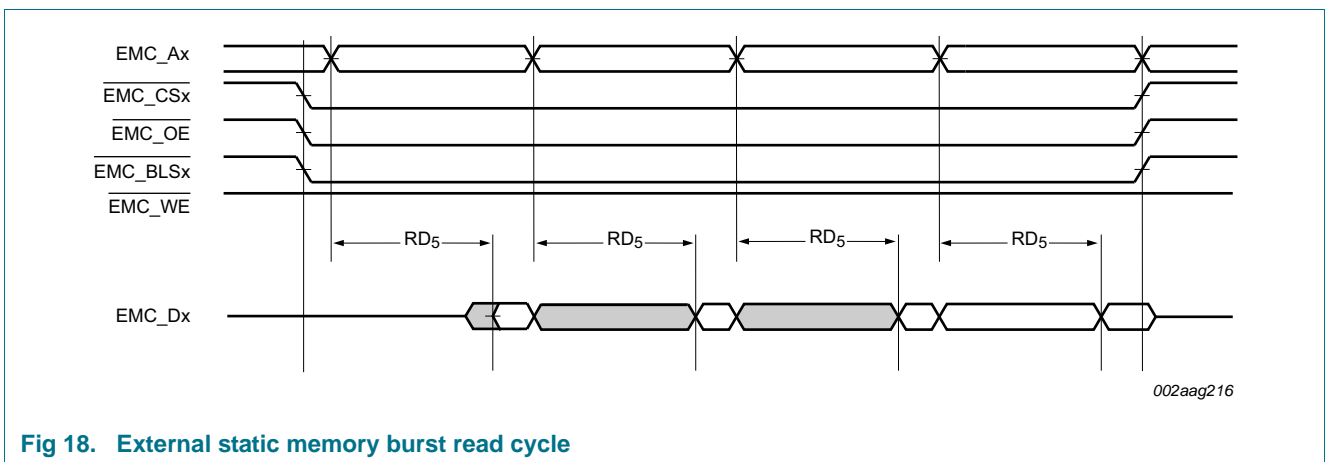 EMC_Ax
EMC_CSx
EMC_OE
EMC_BLSx
EMC_WE
RD5 RD5 RD5 RD5
EMC_Dx
002aag216
Fig 18. External static memory burst read cycle